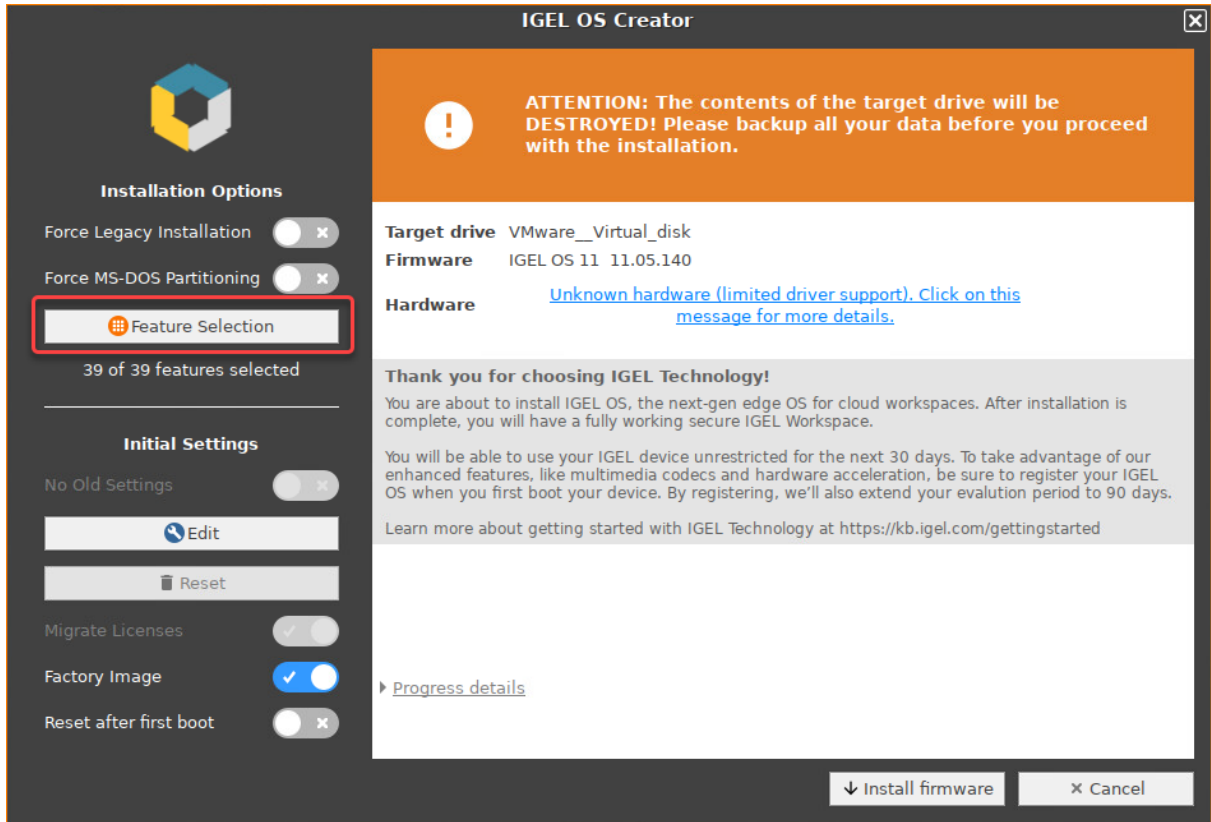 IGEL OS Creator
Installation Options
Force Legacy Installation
Force MS-DOS Partitioning
Feature Selection
39 of 39 features selected
Initial Settings
No Old Settings
Edit
Reset
Migrate Licenses
Factory Image
Reset after first boot
ATTENTION: The contents of the target drive will be
DESTROYED! Please backup all your data before you proceed
with the installation.
Target drive VMware__Virtual_disk
Firmware IGEL OS 11 11.05.140
Hardware Unknown hardware (limited driver support). Click on this
message for more details.
Thank you for choosing IGEL Technology!
You are about to install IGEL OS, the next-gen edge OS for cloud workspaces. After installation is
complete, you will have a fully working secure IGEL Workspace.
You will be able to use your IGEL device unrestricted for the next 30 days. To take advantage of our
enhanced features, like multimedia codecs and hardware acceleration, be sure to register your IGEL
OS when you first boot your device. By registering, we'll also extend your evalution period to 90 days.
Learn more about getting started with IGEL Technology at https://kb.igel.com/gettingstarted
Progress details
Install firmware
Cancel